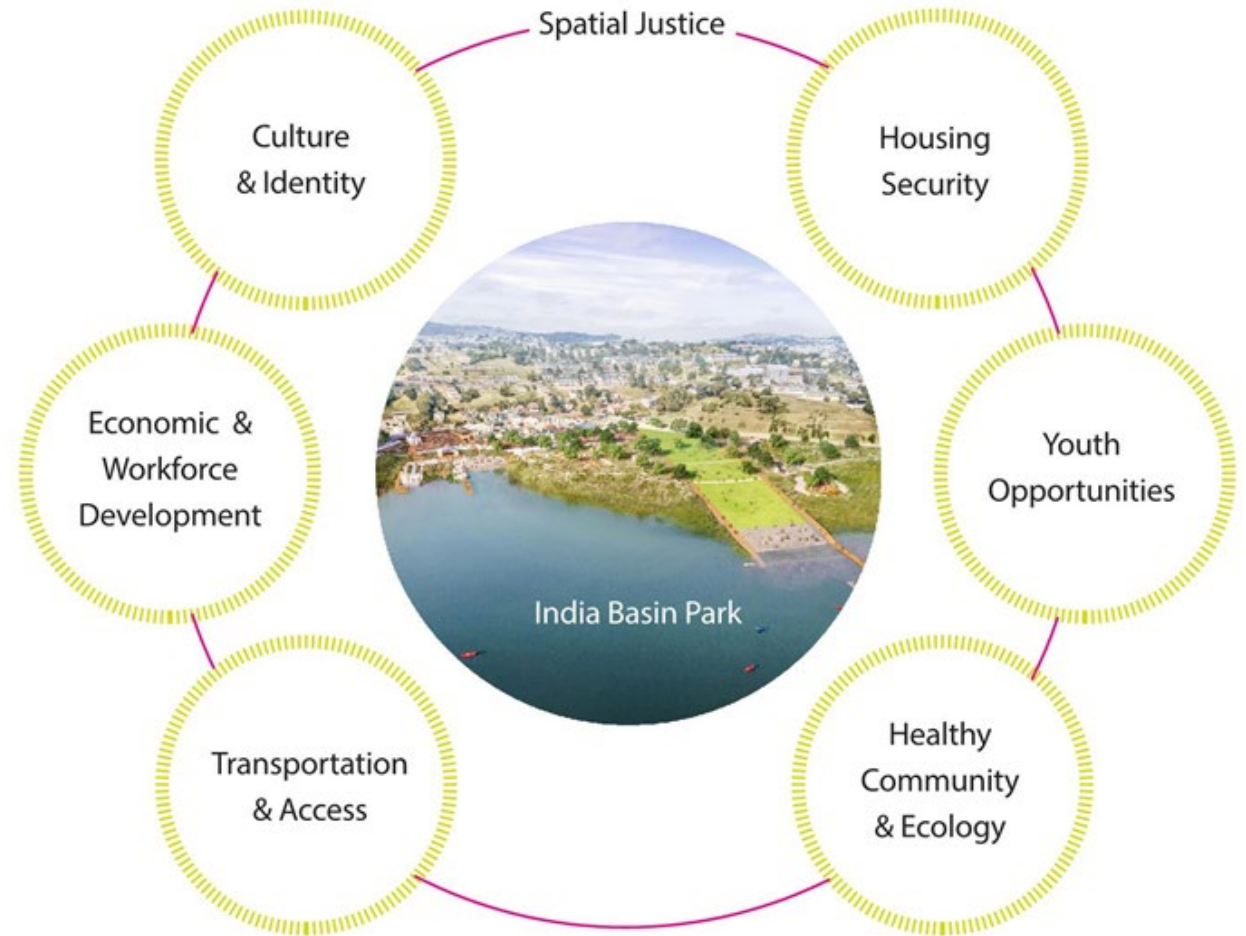 Spatial Justice
Culture
& Identity
Housing
Security
Economic &
Workforce
Development
Youth
Opportunities
India Basin Park
Transportation
& Access
Healthy
Community
& Ecology